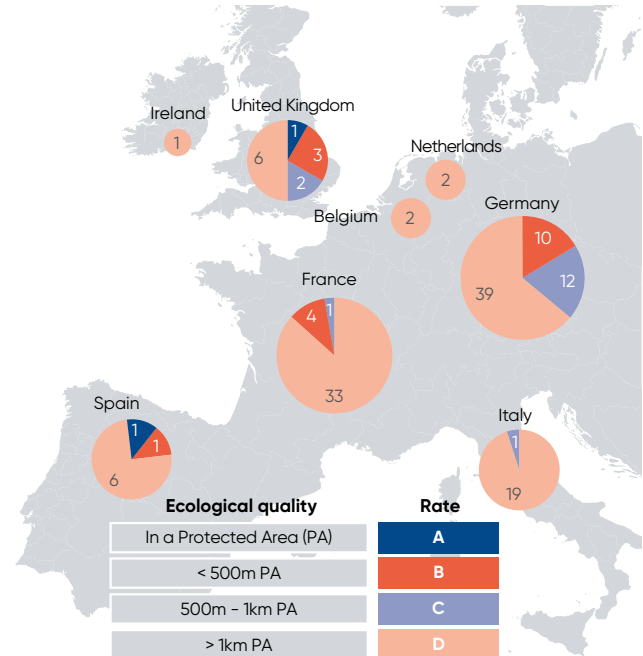 Ireland
1
United Kingdom
1
3
2
6
Netherlands
2
Belgium
2
Germany
10
12
39
France
4
1
33
Spain
1
1
6
Italy
1
19
Ecological quality Rate
In a Protected Area (PA) A
< 500m PA B
500m - 1km PA C
> 1km PA D